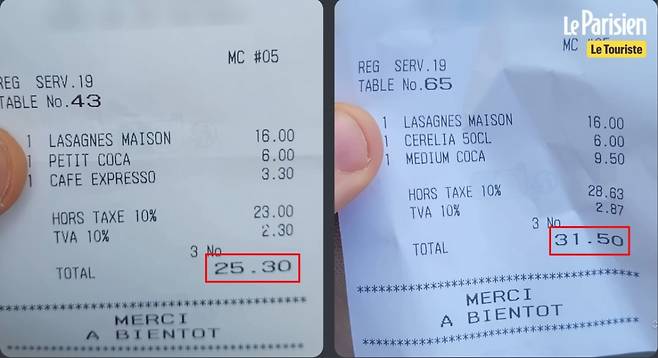 MC #05
REG SERV.19
TABLE No.43
1 LASAGNES MAISON 16.00
1 PETIT COCA 6.00
1 CAFE EXPRESSO 3.30
HORS TAXE 10% 23.00
TVA 10% 2.30
3 No
TOTAL 25.30
********************************
MERCI
A BIENTOT
Le Parisien
Le Touriste
MC #05
REG SERV.19
TABLE No.65
1 LASAGNES MAISON 16.00
1 CERELIA 50CL 6.00
1 MEDIUM COCA 9.50
HORS TAXE 10% 28.63
TVA 10% 2.87
3 No
TOTAL 31.50
********************************
MERCI
A BIENTOT
********************************